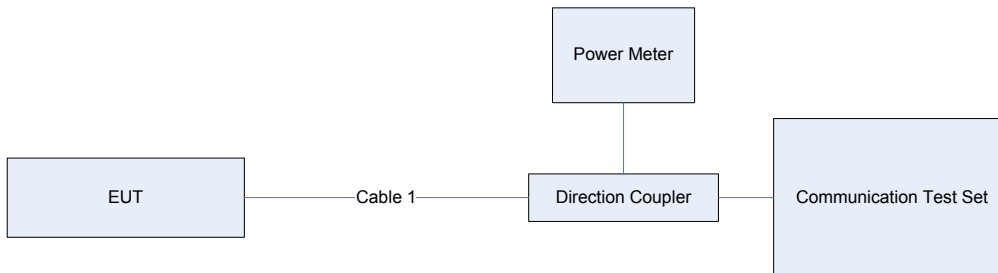 Power Meter
EUT
Cable 1
Direction Coupler
Communication Test Set